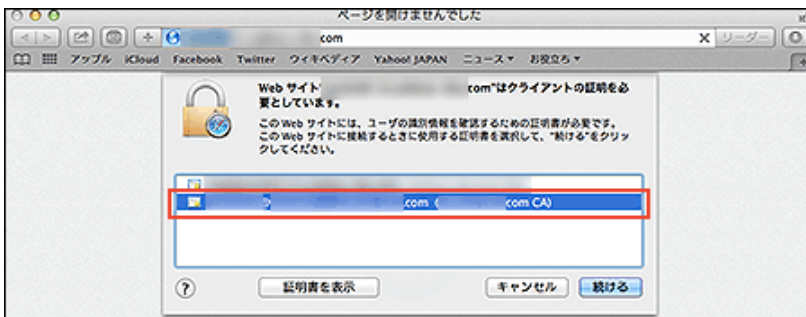 ページを開けませんでした
com
リーダー
アップル iCloud Facebook Twitter ウィキペディア Yahoo! JAPAN ニュース▼ お役立ち▼
Web サイト" com"はクライアントの証明を必
要としています。
この Web サイトには、ユーザの識別情報を確認するための証明書が必要です。
この Web サイトに接続するときに使用する証明書を選択して、"続ける"をクリッ
クしてください。
.com ( com CA)
? 証明書を表示 キャンセル 続ける